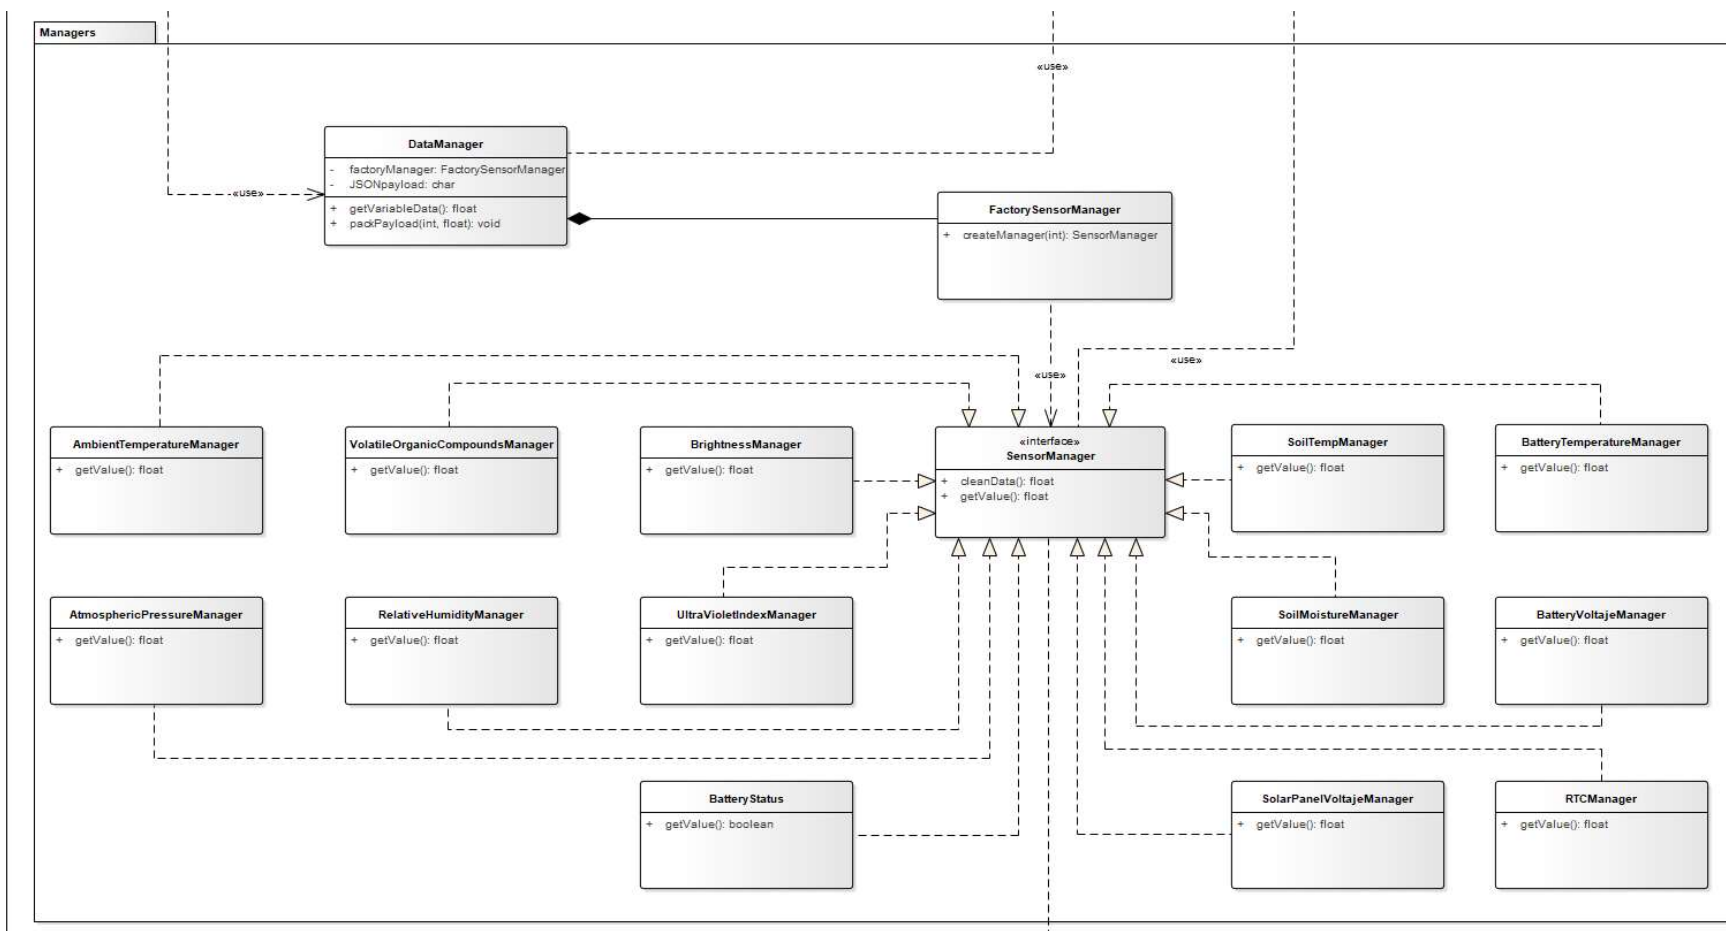 Managers
«use»
DataManager
- factoryManager: FactorySensorManager
- JSONpayload: char
+ getVariableData(): float
+ packPayload(int, float): void
«use»
FactorySensorManager
+ createManager(int): SensorManager
«use»
«use»
AmbientTemperatureManager
+ getValue(): float
VolatileOrganicCompoundsManager
+ getValue(): float
BrightnessManager
+ getValue(): float
«interface»
SensorManager
+ cleanData(): float
+ getValue(): float
SoilTempManager
+ getValue(): float
BatteryTemperatureManager
+ getValue(): float
AtmosphericPressureManager
+ getValue(): float
RelativeHumidityManager
+ getValue(): float
UltraVioletIndexManager
+ getValue(): float
SoilMoistureManager
+ getValue(): float
BatteryVoltajeManager
+ getValue(): float
BatteryStatus
+ getValue(): boolean
SolarPanelVoltajeManager
+ getValue(): float
RTCManager
+ getValue(): float